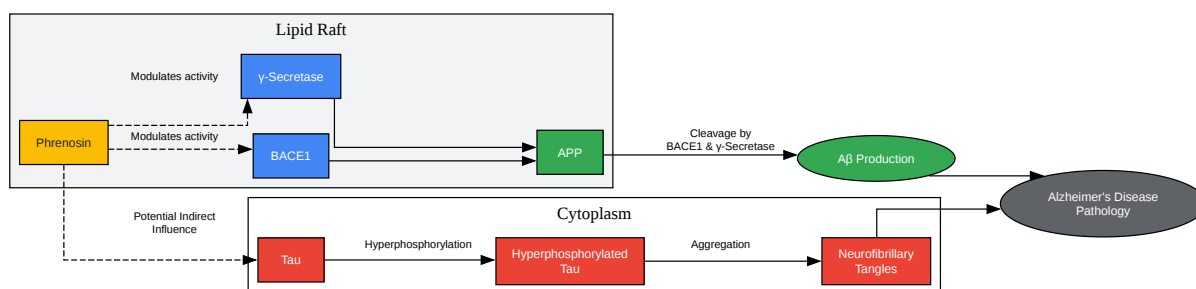 Lipid Raft
Modulates activity
γ-Secretase
Phrenosin
Modulates activity
BACE1
APP
Cleavage by
BACE1 & γ-Secretase
Aβ Production
Alzheimer's Disease
Pathology
Potential Indirect
Influence
Cytoplasm
Tau
Hyperphosphorylation
Hyperphosphorylated
Tau
Aggregation
Neurofibrillary
Tangles